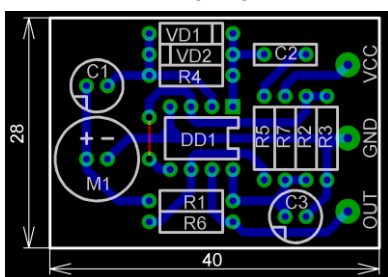 VD1
VD2
R4
C2
VCC
C1
28
+ -
M1
DD1
R5
R7
R2
R3
GND
R1
R6
C3
OUT
40